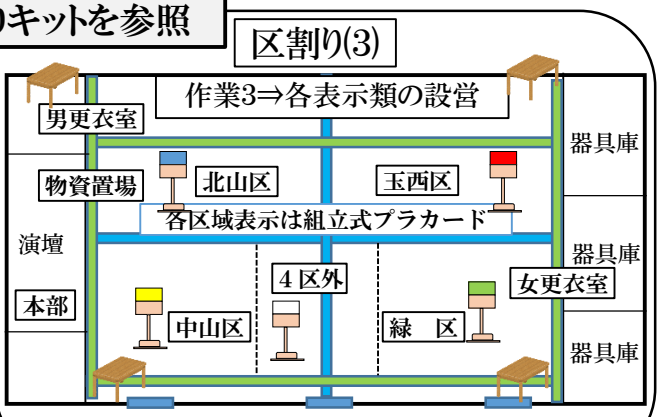 りキットを参照
区割り(3)
作業3⇒各表示類の設営
男更衣室
器具庫
物資置場
北山区
玉西区
各区域表示は組立式プラカード
演壇
器具庫
４区外
女更衣室
本部
中山区
緑　区
器具庫